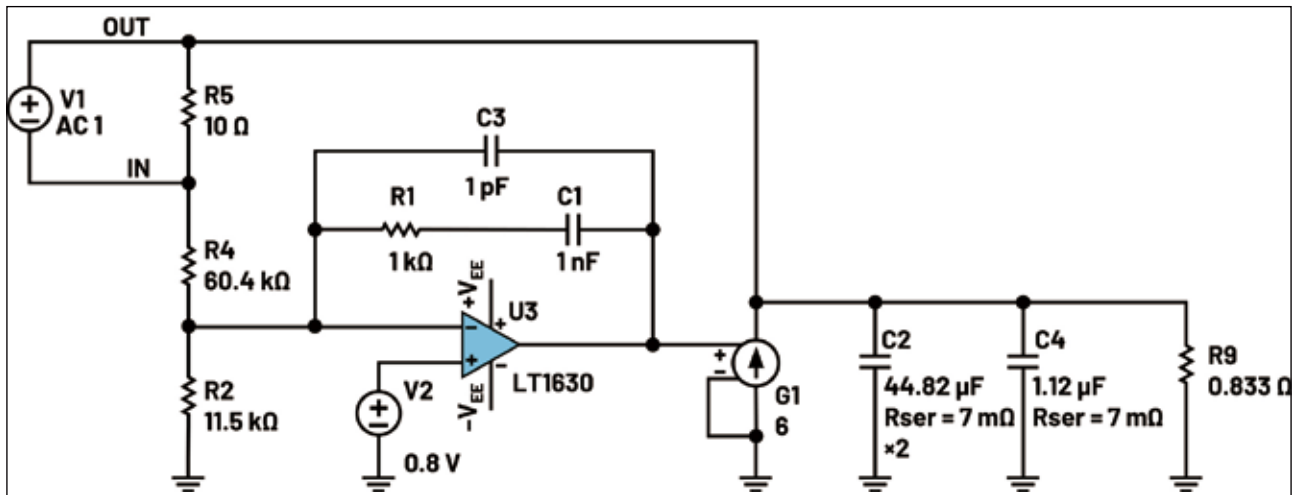 OUT
V1
AC 1
R5
10 Ω
IN
C3
1 pF
R1
C1
1 kΩ
1 nF
R4
60.4 kΩ
+VEE
U3
R2
11.5 kΩ
V2
0.8 V
-
+
+
-
LT1630
−VEE
+
-
G1
6
C2
44.82 µF
Rser = 7 mΩ
×2
C4
1.12 µF
Rser = 7 mΩ
R9
0.833 Ω